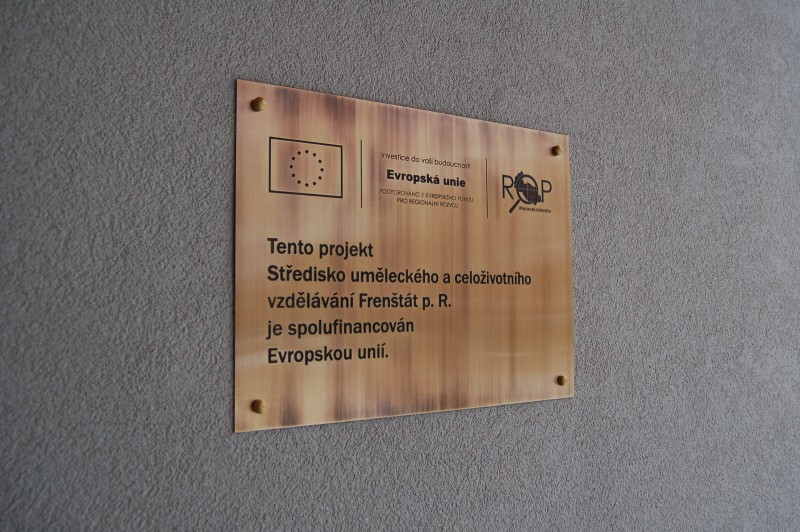 Investice do vaší budoucnosti
Evropská unie
PODPOROVÁNO Z EVROPSKÉHO FONDU
PRO REGIONÁLNÍ ROZVOJ
ROP
Tento projekt
Středisko uměleckého a celoživotního
vzdělávání Frenštát p. R.
je spolufinancován
Evropskou unií.